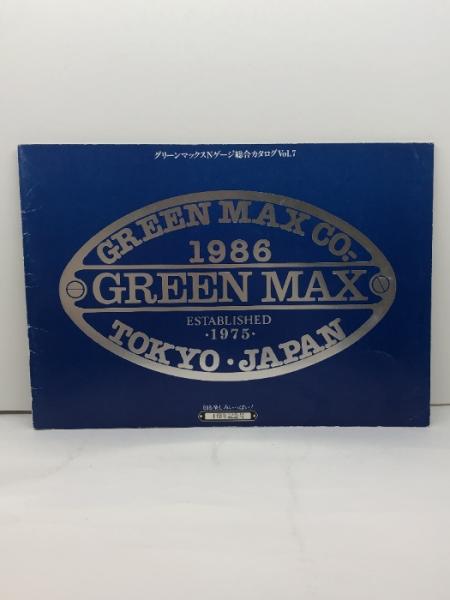 グリーンマックスNゲージ総合カタログVol.7
GREEN MAX CO:
1986
GREEN MAX
ESTABLISHED
・1975・
TOKYO・JAPAN